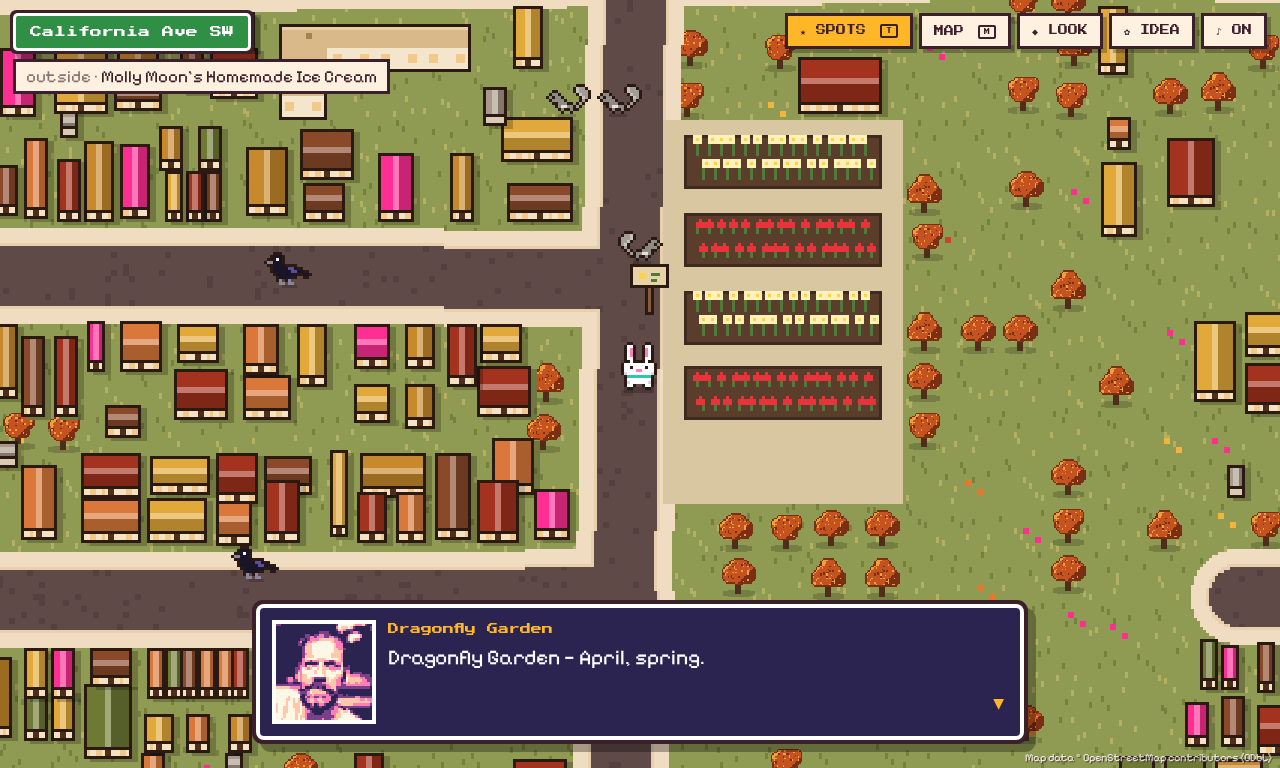 California Ave SW
★ SPOTS T
MAP M
◆ LOOK
✿ IDEA
♪ ON
outside · Molly Moon's Homemade Ice Cream
Dragonfly Garden
Dragonfly Garden – April, spring.
Map data © OpenStreetMap contributors (ODbL)